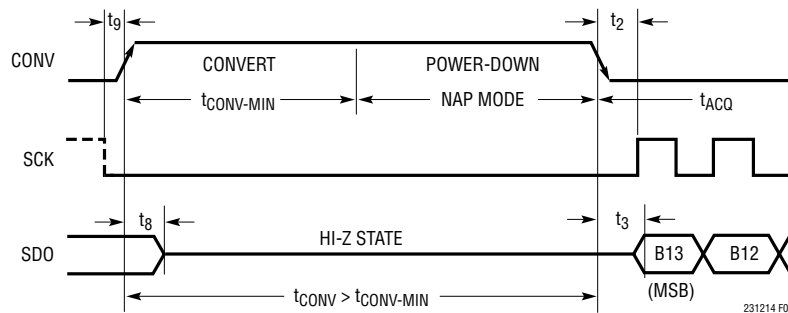 t9 t2
CONV CONVERT POWER-DOWN
tCONV-MIN NAP MODE tACQ
SCK
t8 t3
SDO HI-Z STATE B13 B12
(MSB)
tCONV > tCONV-MIN
231214 F0